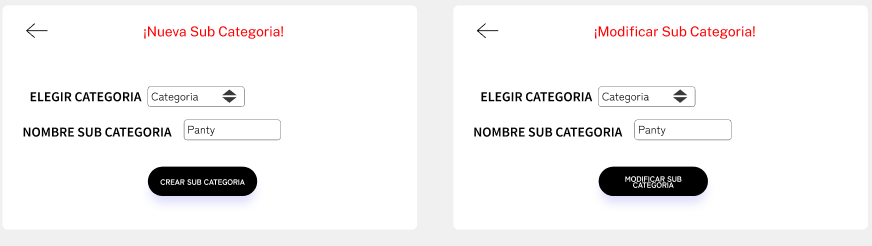 ¡Nueva Sub Categoria!
ELEGIR CATEGORIA Categoria
NOMBRE SUB CATEGORIA Panty
CREAR SUB CATEGORIA
¡Modificar Sub Categoria!
ELEGIR CATEGORIA Categoria
NOMBRE SUB CATEGORIA Panty
MODIFICAR SUB
CATEGORIA